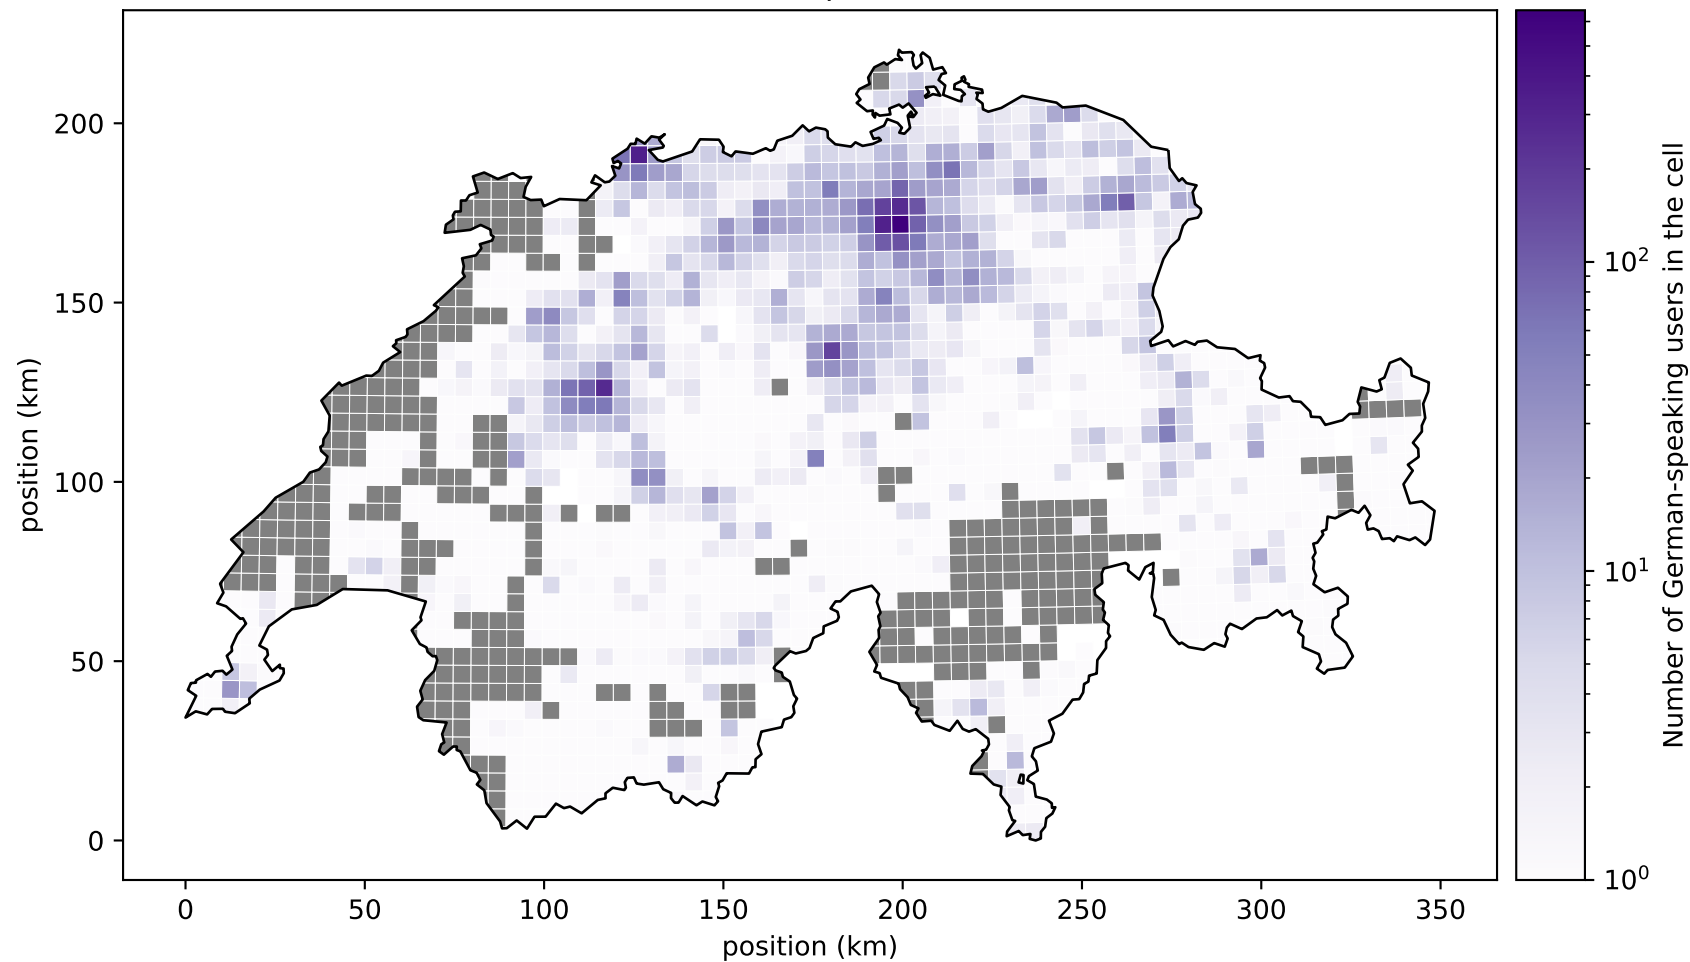 200
150
100
50
0
0 50 100 150 200 250 300 350
position (km)
position (km)
10²
10¹
10⁰
Number of German-speaking users in the cell